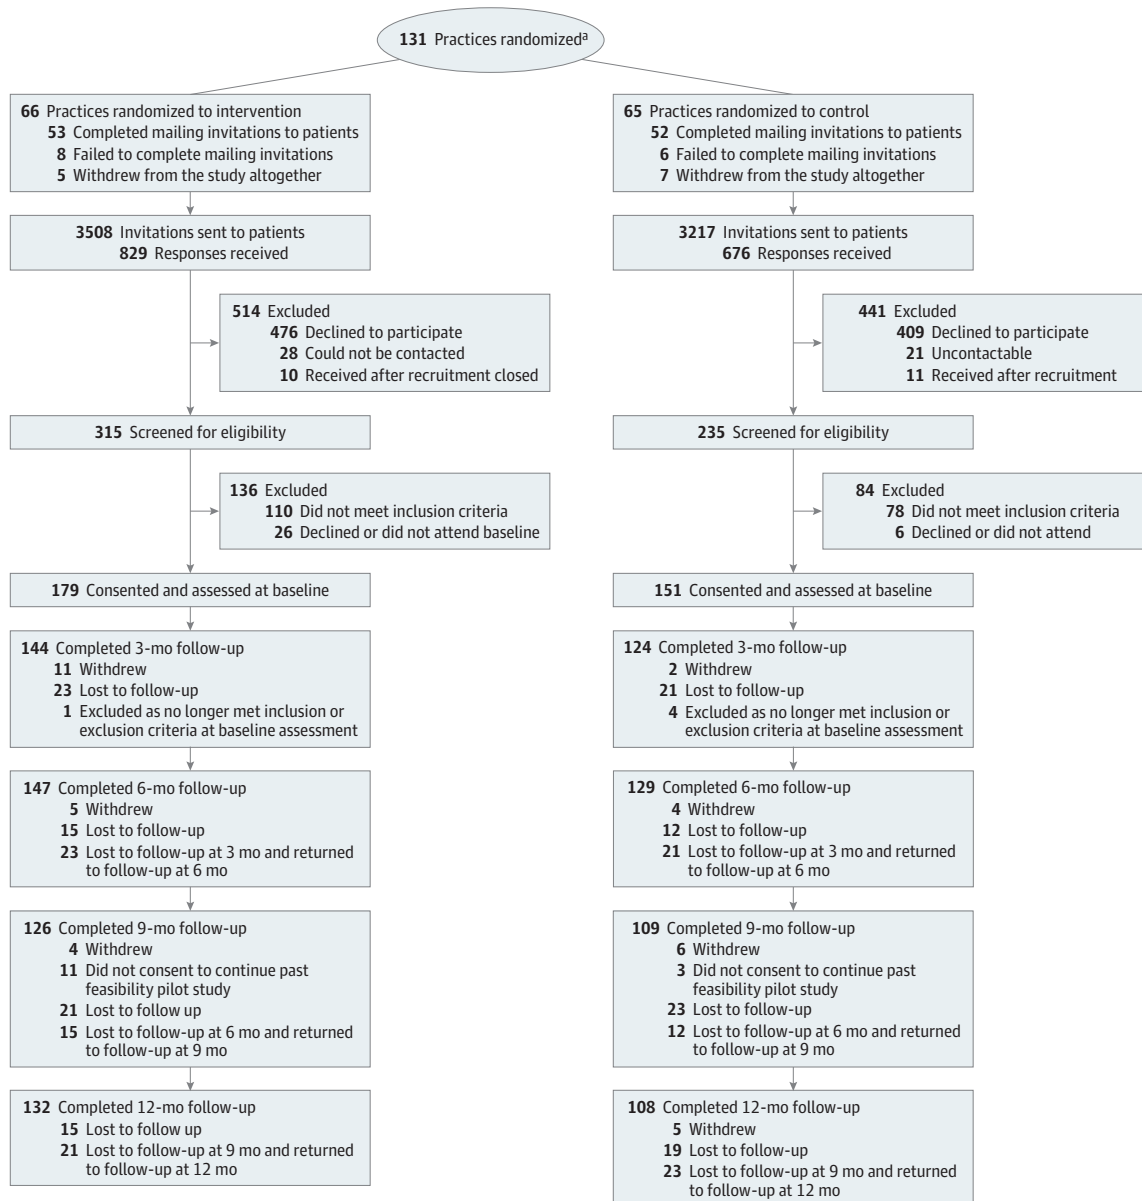 131 Practices randomizedᵃ
66 Practices randomized to intervention
53 Completed mailing invitations to patients
8 Failed to complete mailing invitations
5 Withdrew from the study altogether
65 Practices randomized to control
52 Completed mailing invitations to patients
6 Failed to complete mailing invitations
7 Withdrew from the study altogether
3508 Invitations sent to patients
829 Responses received
3217 Invitations sent to patients
676 Responses received
514 Excluded
476 Declined to participate
28 Could not be contacted
10 Received after recruitment closed
441 Excluded
409 Declined to participate
21 Uncontactable
11 Received after recruitment
315 Screened for eligibility
235 Screened for eligibility
136 Excluded
110 Did not meet inclusion criteria
26 Declined or did not attend baseline
84 Excluded
78 Did not meet inclusion criteria
6 Declined or did not attend
179 Consented and assessed at baseline
151 Consented and assessed at baseline
144 Completed 3-mo follow-up
11 Withdrew
23 Lost to follow-up
1 Excluded as no longer met inclusion or
exclusion criteria at baseline assessment
124 Completed 3-mo follow-up
2 Withdrew
21 Lost to follow-up
4 Excluded as no longer met inclusion or
exclusion criteria at baseline assessment
147 Completed 6-mo follow-up
5 Withdrew
15 Lost to follow-up
23 Lost to follow-up at 3 mo and returned
to follow-up at 6 mo
129 Completed 6-mo follow-up
4 Withdrew
12 Lost to follow-up
21 Lost to follow-up at 3 mo and returned
to follow-up at 6 mo
126 Completed 9-mo follow-up
4 Withdrew
11 Did not consent to continue past
feasibility pilot study
21 Lost to follow up
15 Lost to follow-up at 6 mo and returned
to follow-up at 9 mo
109 Completed 9-mo follow-up
6 Withdrew
3 Did not consent to continue past
feasibility pilot study
23 Lost to follow-up
12 Lost to follow-up at 6 mo and returned
to follow-up at 9 mo
132 Completed 12-mo follow-up
15 Lost to follow up
21 Lost to follow-up at 9 mo and returned
to follow-up at 12 mo
108 Completed 12-mo follow-up
5 Withdrew
19 Lost to follow-up
23 Lost to follow-up at 9 mo and returned
to follow-up at 12 mo